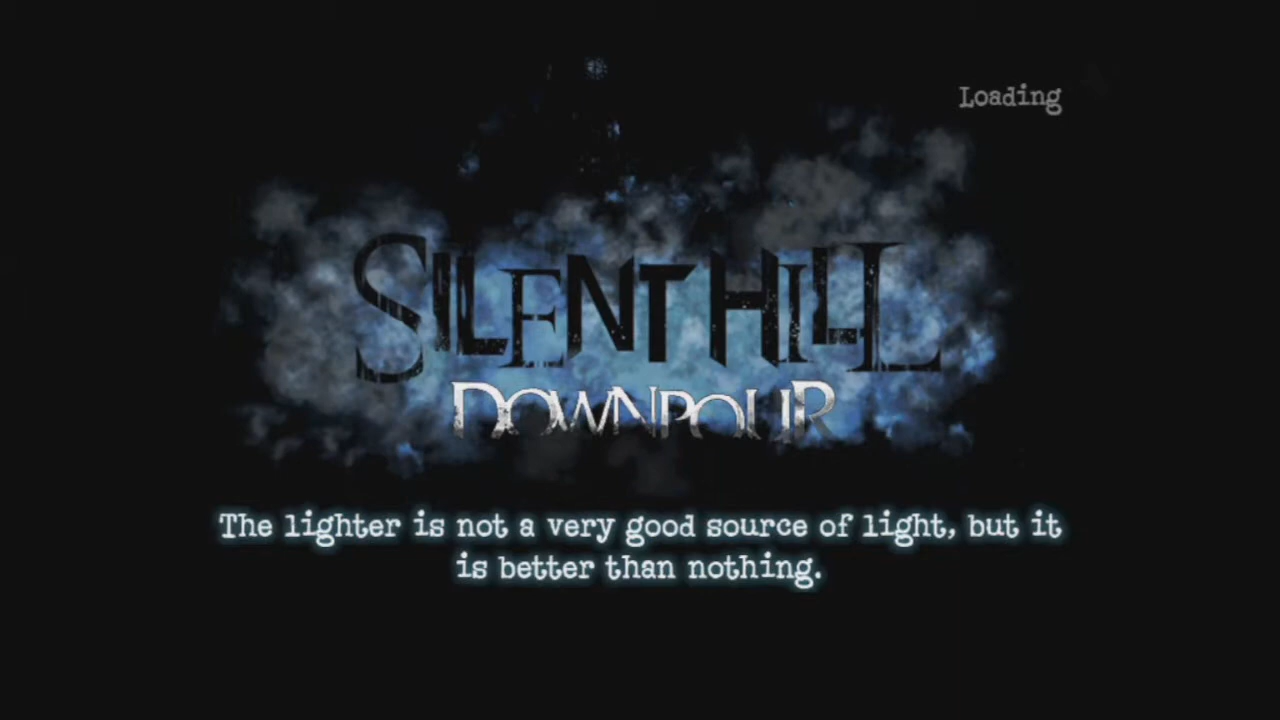 Loading
SILENT HILL
DOWNPOUR
The lighter is not a very good source of light, but it
is better than nothing.